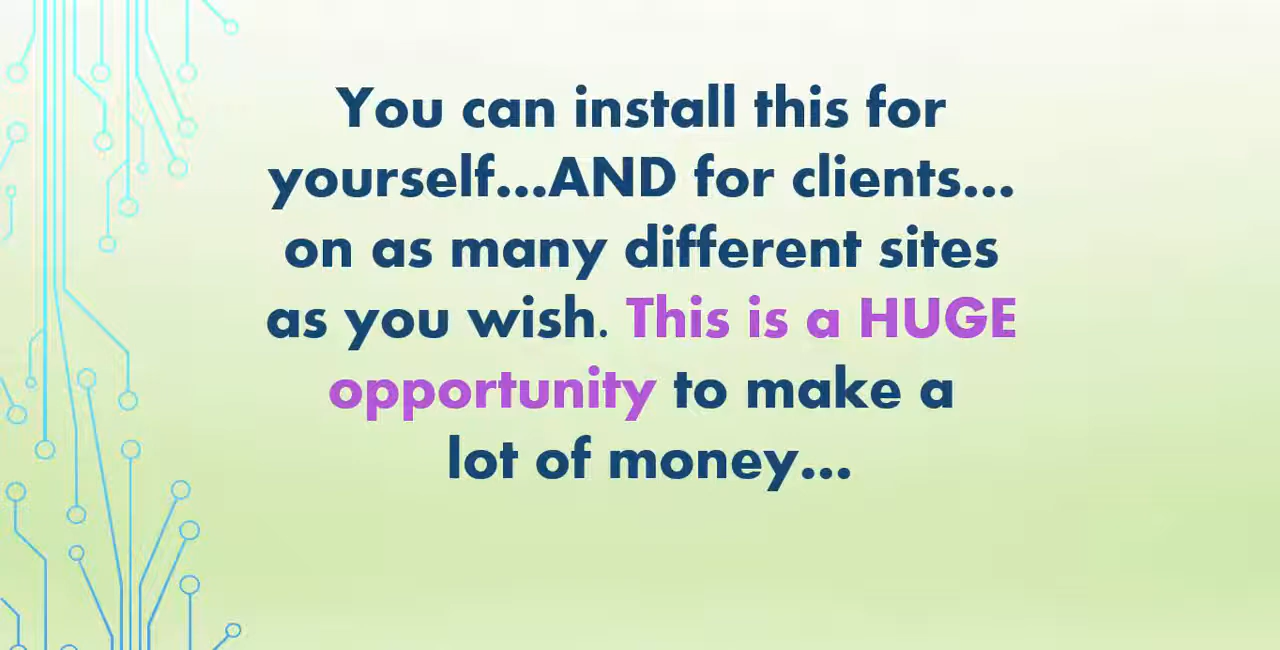 You can install this for
yourself...AND for clients...
on as many different sites
as you wish. This is a HUGE
opportunity to make a
lot of money...